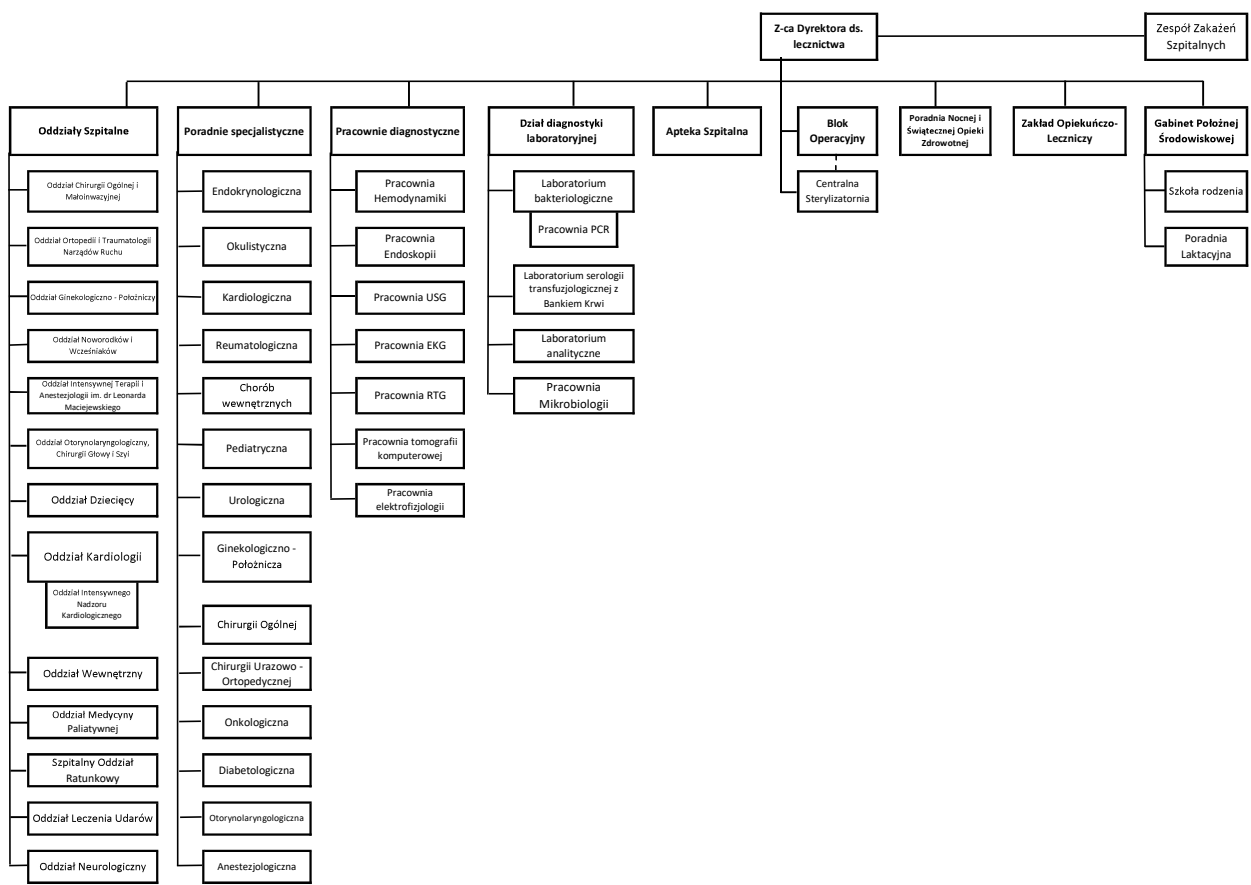 Z-ca Dyrektora ds.
lecznictwa
Zespół Zakażeń
Szpitalnych
Oddziały Szpitalne
Oddział Chirurgii Ogólnej i
Małoinwazyjnej
Oddział Ortopedii i Traumatologii
Narządów Ruchu
Oddział Ginekologiczno - Położniczy
Oddział Noworodków i
Wcześniaków
Oddział Intensywnej Terapii i
Anestezjologii im. dr Leonarda
Maciejewskiego
Oddział Otorynolaryngologiczny,
Chirurgii Głowy i Szyi
Oddział Dziecięcy
Oddział Kardiologii
Oddział Intensywnego
Nadzoru
Kardiologicznego
Oddział Wewnętrzny
Oddział Medycyny
Paliatywnej
Szpitalny Oddział
Ratunkowy
Oddział Leczenia Udarów
Oddział Neurologiczny
Poradnie specjalistyczne
Endokrynologiczna
Okulistyczna
Kardiologiczna
Reumatologiczna
Chorób
wewnętrznych
Pediatryczna
Urologiczna
Ginekologiczno -
Położnicza
Chirurgii Ogólnej
Chirurgii Urazowo -
Ortopedycznej
Onkologiczna
Diabetologiczna
Otorynolaryngologiczna
Anestezjologiczna
Pracownie diagnostyczne
Pracownia
Hemodynamiki
Pracownia
Endoskopii
Pracownia USG
Pracownia EKG
Pracownia RTG
Pracownia tomografii
komputerowej
Pracownia
elektrofizjologii
Dział diagnostyki
laboratoryjnej
Laboratorium
bakteriologiczne
Pracownia PCR
Laboratorium serologii
transfuzjologicznej z
Bankiem Krwi
Laboratorium
analityczne
Pracownia
Mikrobiologii
Apteka Szpitalna
Blok
Operacyjny
Centralna
Sterylizatornia
Poradnia Nocnej i
Świątecznej Opieki
Zdrowotnej
Zakład Opiekuńczo-
Leczniczy
Gabinet Położnej
Środowiskowej
Szkoła rodzenia
Poradnia
Laktacyjna